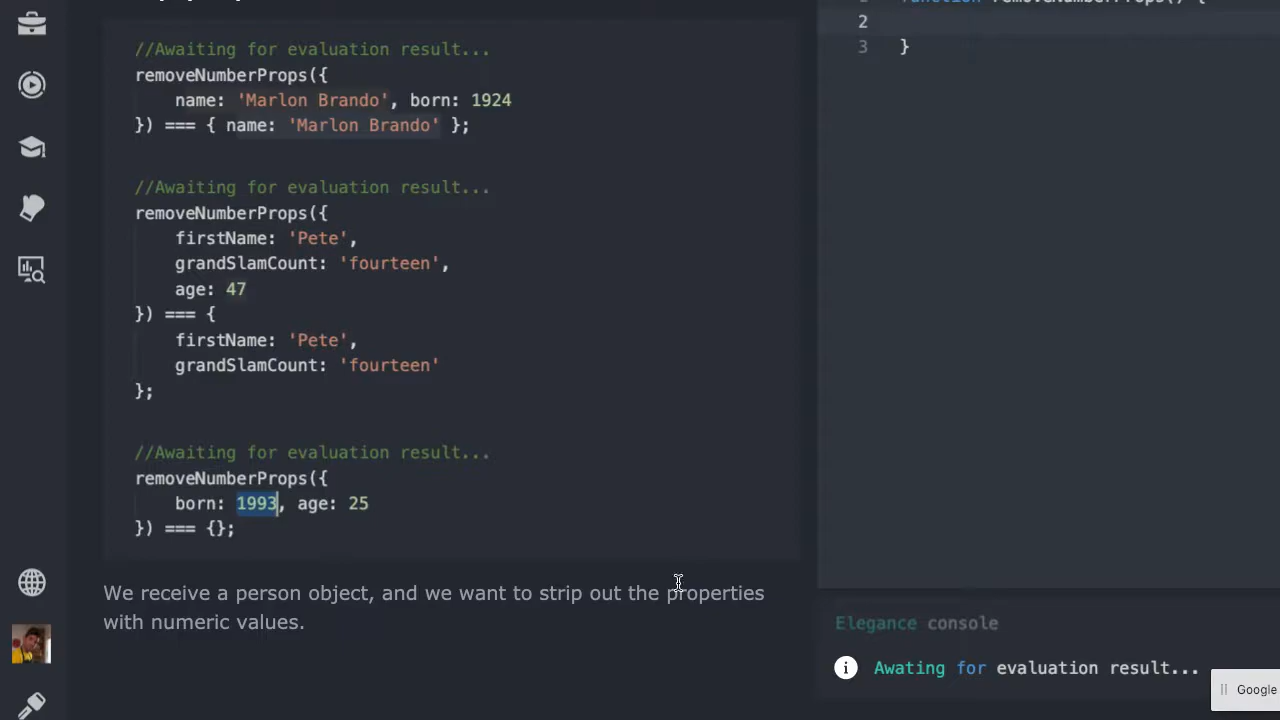 //Awaiting for evaluation result...
removeNumberProps({
name: 'Marlon Brando', born: 1924
}) === { name: 'Marlon Brando' };
//Awaiting for evaluation result...
removeNumberProps({
firstName: 'Pete',
grandSlamCount: 'fourteen',
age: 47
}) === {
firstName: 'Pete',
grandSlamCount: 'fourteen'
};
//Awaiting for evaluation result...
removeNumberProps({
born: 1993, age: 25
}) === {};
We receive a person object, and we want to strip out the properties
with numeric values.
function removeNumberProps() {
2
3 }
Elegance console
Awating for evaluation result...
Google